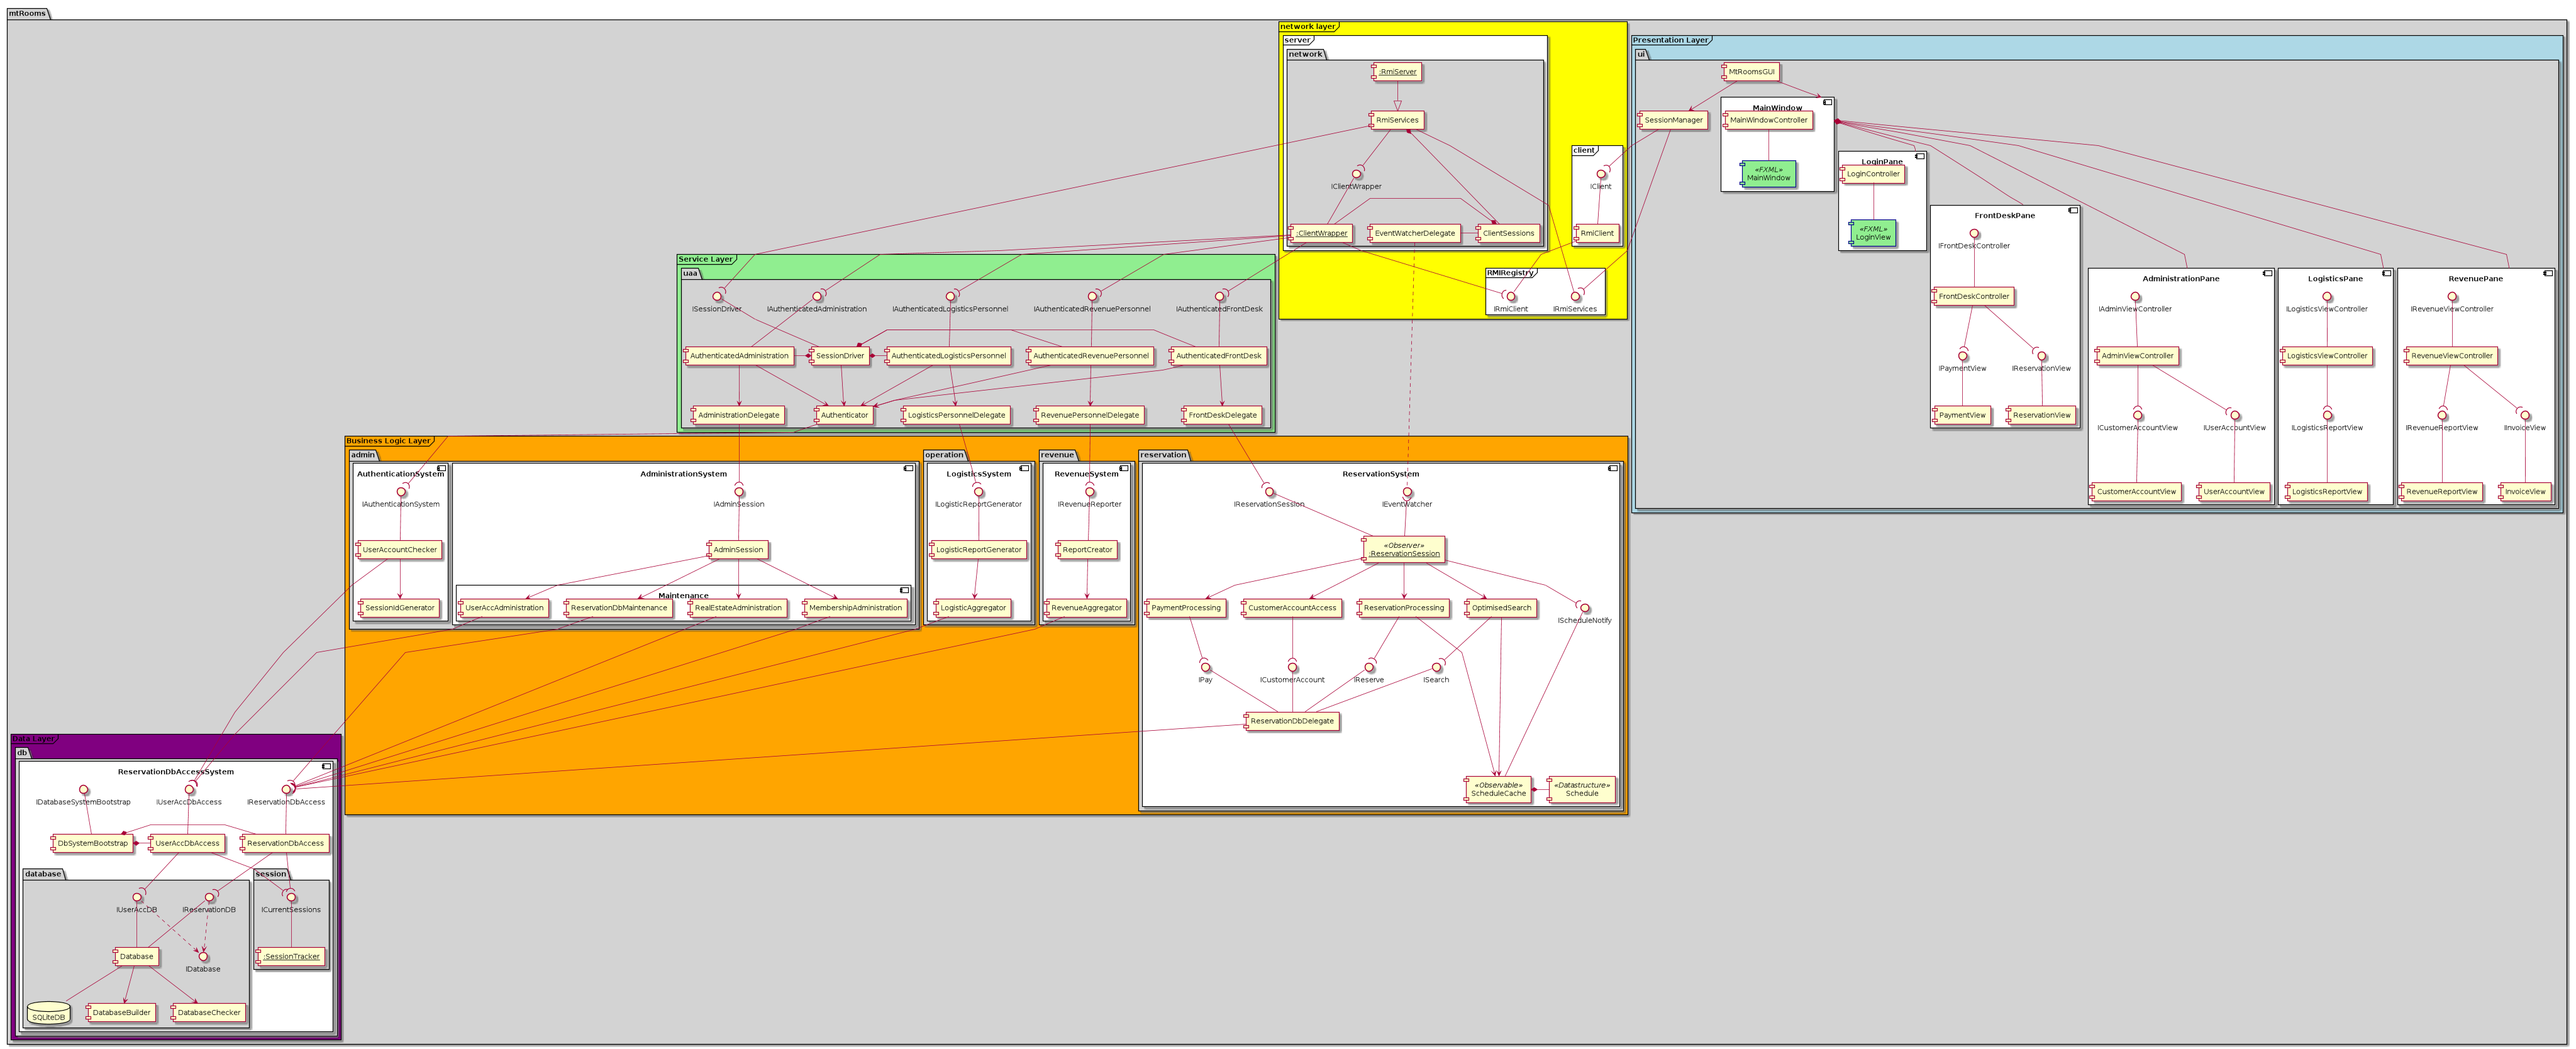 mtRooms
network layer
server
network
:RmiServer
RmiServices
IClientWrapper
:ClientWrapper
EventWatcherDelegate
ClientSessions
client
IClient
RmiClient
RMIRegistry
IRmiClient
IRmiServices
Presentation Layer
ui
MtRoomsGUI
SessionManager
MainWindow
MainWindowController
«FXML»
MainWindow
LoginPane
LoginController
«FXML»
LoginView
FrontDeskPane
IFrontDeskController
FrontDeskController
IPaymentView
IReservationView
PaymentView
ReservationView
AdministrationPane
IAdminViewController
AdminViewController
ICustomerAccountView
IUserAccountView
CustomerAccountView
UserAccountView
LogisticsPane
ILogisticsViewController
LogisticsViewController
ILogisticsReportView
LogisticsReportView
RevenuePane
IRevenueViewController
RevenueViewController
IRevenueReportView
IInvoiceView
RevenueReportView
InvoiceView
Service Layer
uaa
ISessionDriver
IAuthenticatedAdministration
IAuthenticatedLogisticsPersonnel
IAuthenticatedRevenuePersonnel
IAuthenticatedFrontDesk
AuthenticatedAdministration
SessionDriver
AuthenticatedLogisticsPersonnel
AuthenticatedRevenuePersonnel
AuthenticatedFrontDesk
AdministrationDelegate
Authenticator
LogisticsPersonnelDelegate
RevenuePersonnelDelegate
FrontDeskDelegate
Business Logic Layer
admin
AuthenticationSystem
IAuthenticationSystem
UserAccountChecker
SessionIdGenerator
AdministrationSystem
IAdminSession
AdminSession
Maintenance
UserAccAdministration
ReservationDbMaintenance
RealEstateAdministration
MembershipAdministration
operation
LogisticsSystem
ILogisticReportGenerator
LogisticReportGenerator
LogisticAggregator
revenue
RevenueSystem
IRevenueReporter
ReportCreator
RevenueAggregator
reservation
ReservationSystem
IReservationSession
IEventWatcher
«Observer»
:ReservationSession
PaymentProcessing
CustomerAccountAccess
ReservationProcessing
OptimisedSearch
IScheduleNotify
IPay
ICustomerAccount
IReserve
ISearch
ReservationDbDelegate
«Observable»
ScheduleCache
«Datastructure»
Schedule
Data Layer
db
ReservationDbAccessSystem
IDatabaseSystemBootstrap
IUserAccDbAccess
IReservationDbAccess
DbSystemBootstrap
UserAccDbAccess
ReservationDbAccess
database
IUserAccDB
IReservationDB
Database
IDatabase
SQLiteDB
DatabaseBuilder
DatabaseChecker
session
ICurrentSessions
:SessionTracker